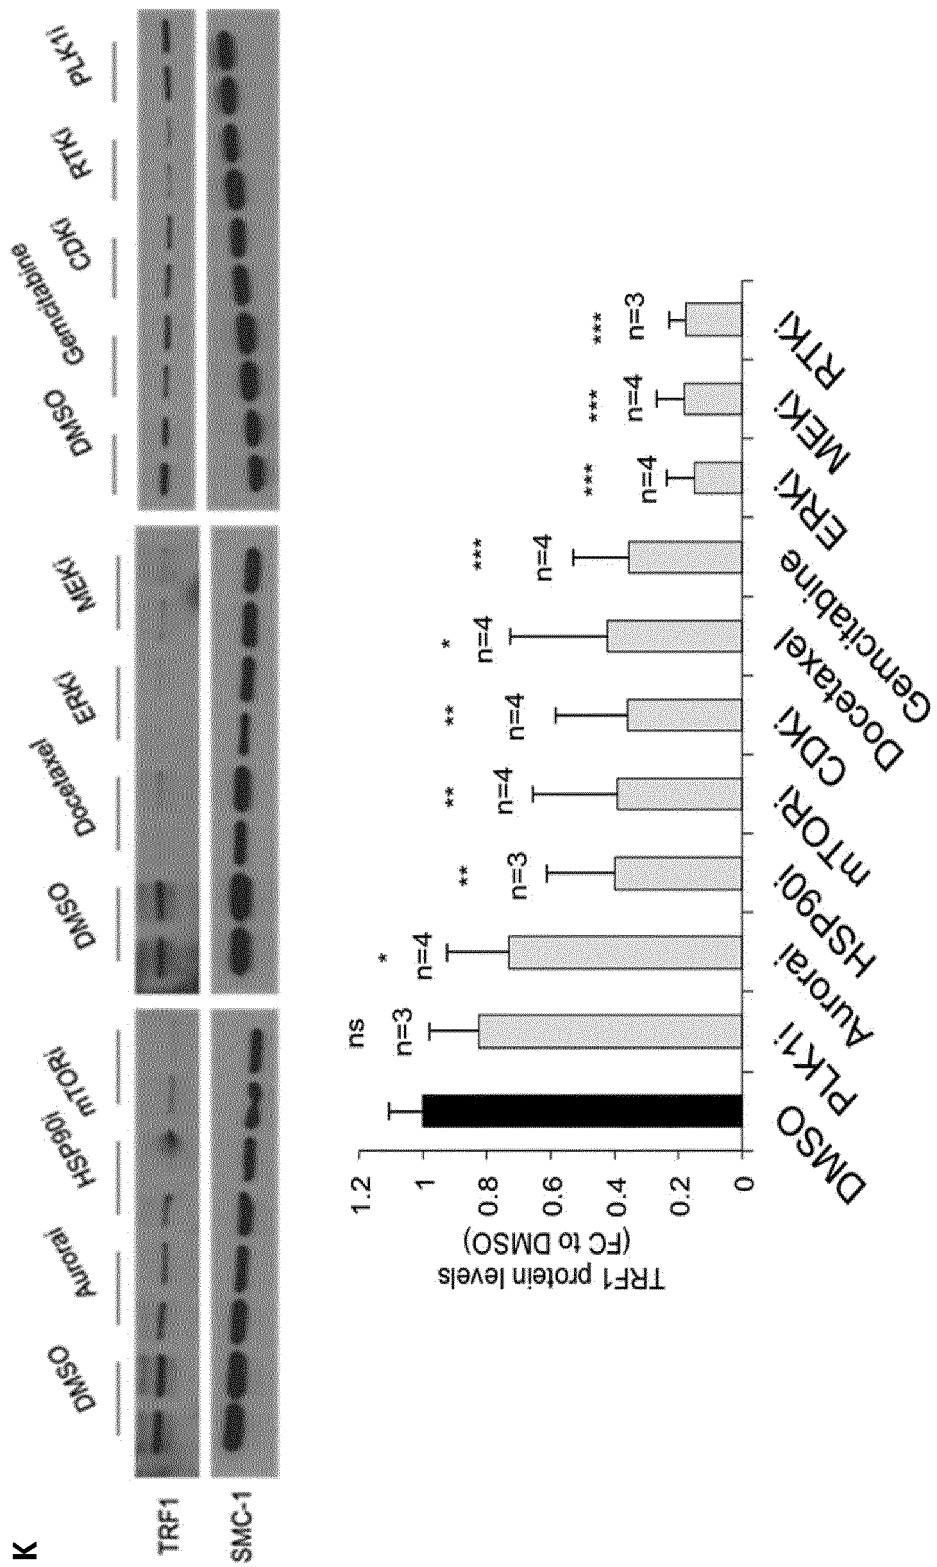 K
DMSO Aurorai HSP90i mTORi DMSO Docetaxel ERKi MEKi DMSO Gemcitabine CDKi RTKi PLK1i
TRF1
SMC-1
TRF1 protein levels
(FC to DMSO)
1.2
1
0.8
0.6
0.4
0.2
0
ns * ** ** ** * *** *** *** ***
n=3 n=4 n=3 n=4 n=4 n=4 n=4 n=4 n=4 n=3
DMSO PLK1i Aurorai HSP90i mTORi CDKi Docetaxel Gemcitabine ERKi MEKi RTKi